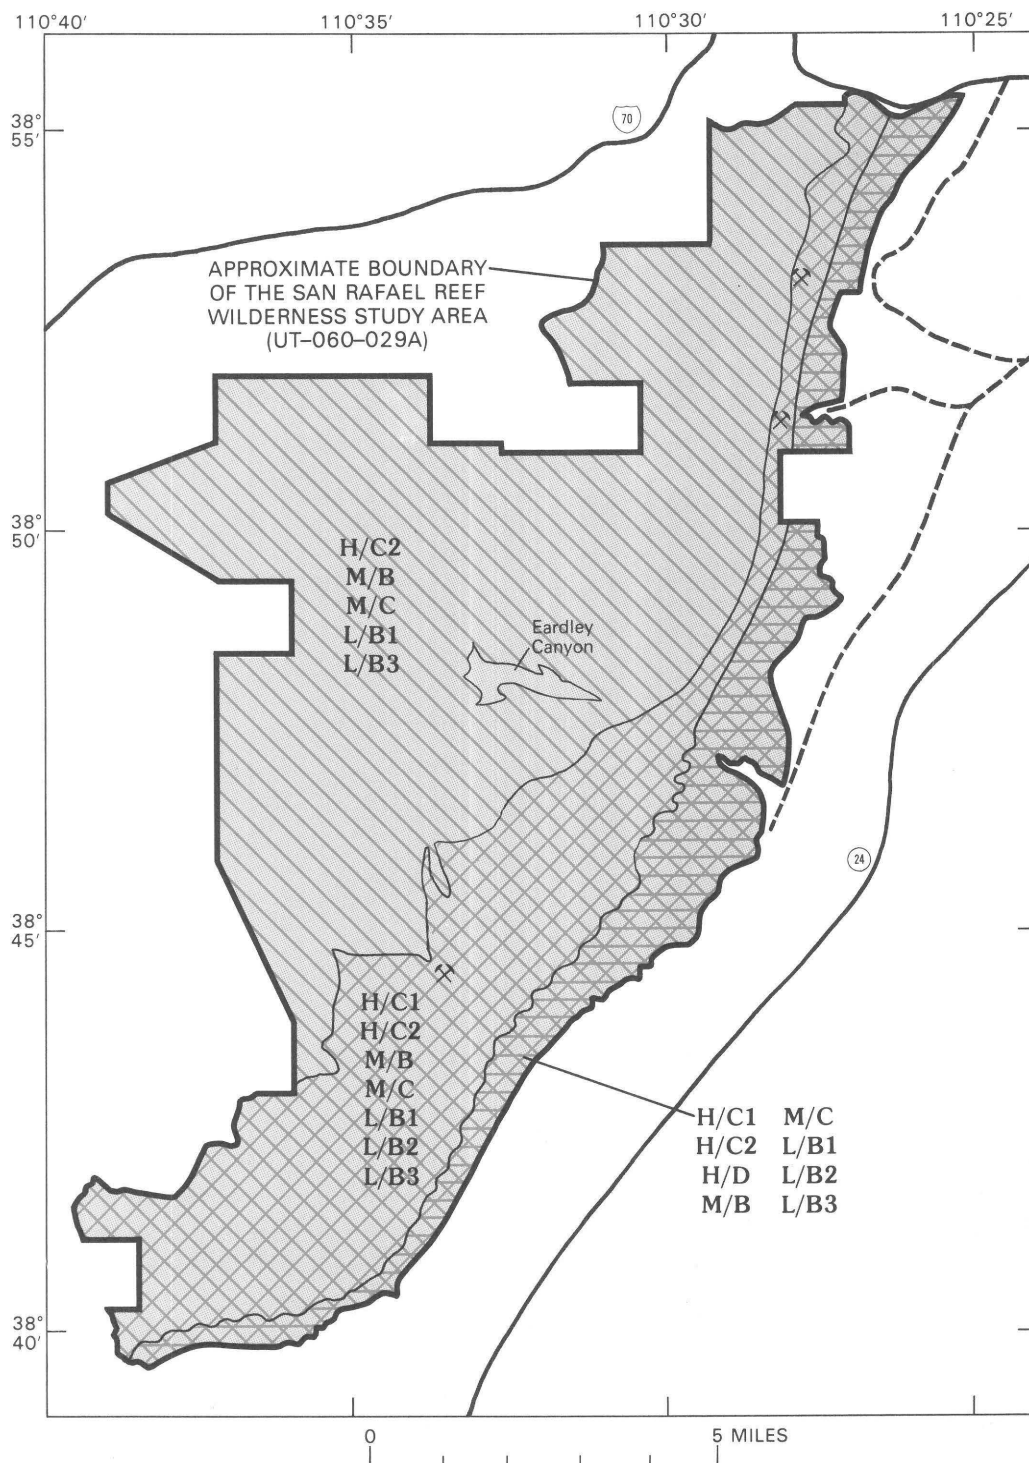 110°40′ 110°35′ 110°30′ 110°25′
38°
55′
70
APPROXIMATE BOUNDARY
OF THE SAN RAFAEL REEF
WILDERNESS STUDY AREA
(UT–060–029A)
38°
50′
H/C2
M/B
M/C
L/B1
L/B3
Eardley
Canyon
24
38°
45′
H/C1
H/C2
M/B
M/C
L/B1
L/B2
L/B3
H/C1 M/C
H/C2 L/B1
H/D L/B2
M/B L/B3
38°
40′
0 5 MILES